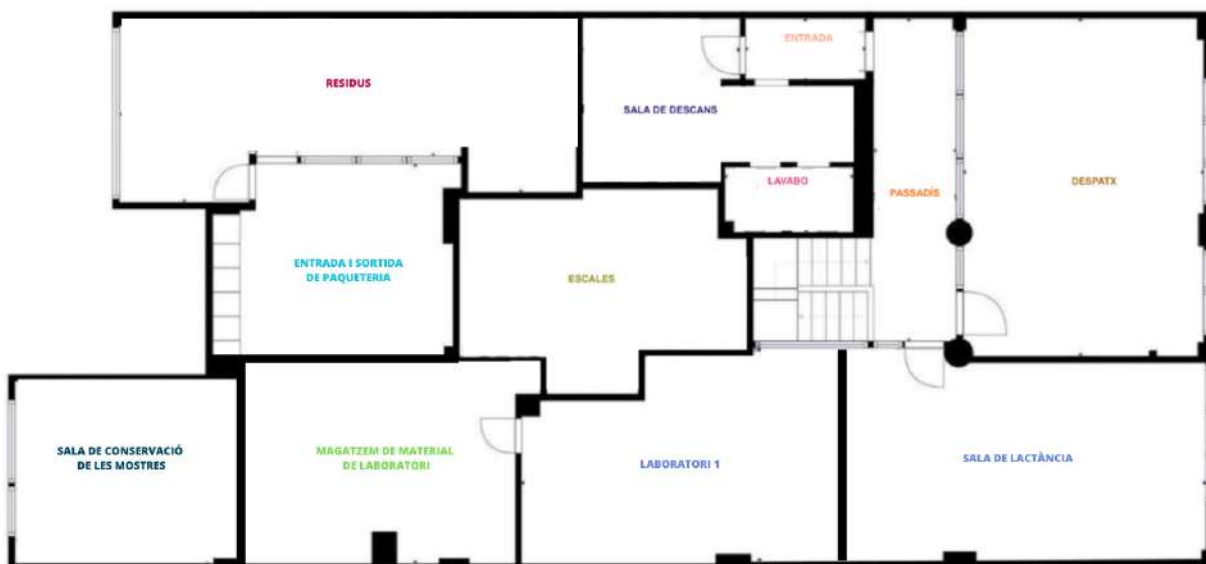 ENTRADA
RESIDUS
SALA DE DESCANS
LAVABO
PASSADÍS
DESPATX
ENTRADA I SORTIDA
DE PAQUETERIA
ESCALES
SALA DE CONSERVACIÓ
DE LES MOSTRES
MAGATZEM DE MATERIAL
DE LABORATORI
LABORATORI 1
SALA DE LACTÀNCIA